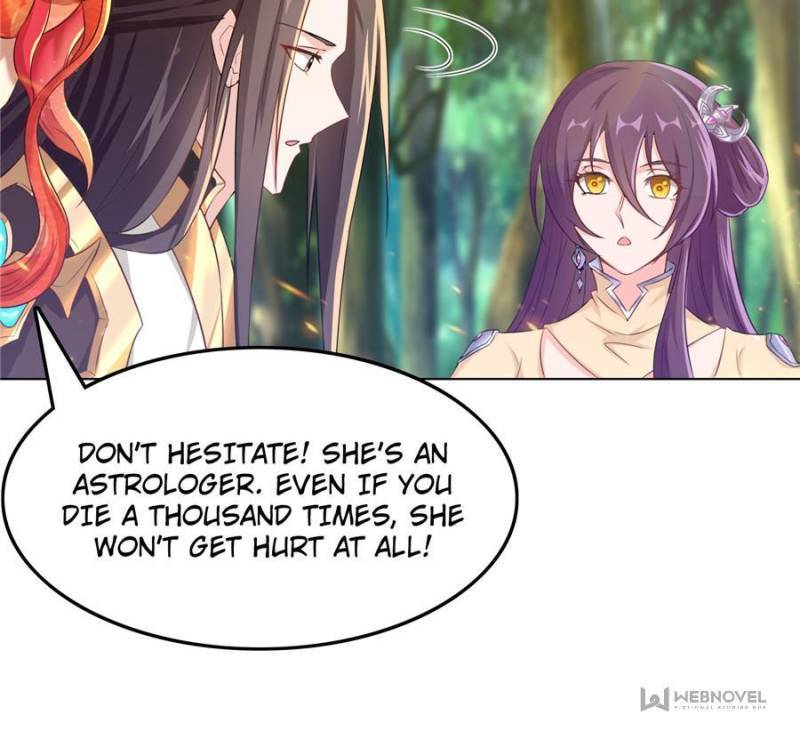 DON'T HESITATE! SHE'S AN
ASTROLOGER. EVEN IF YOU
DIE A THOUSAND TIMES, SHE
WON'T GET HURT AT ALL!
WEBNOVEL